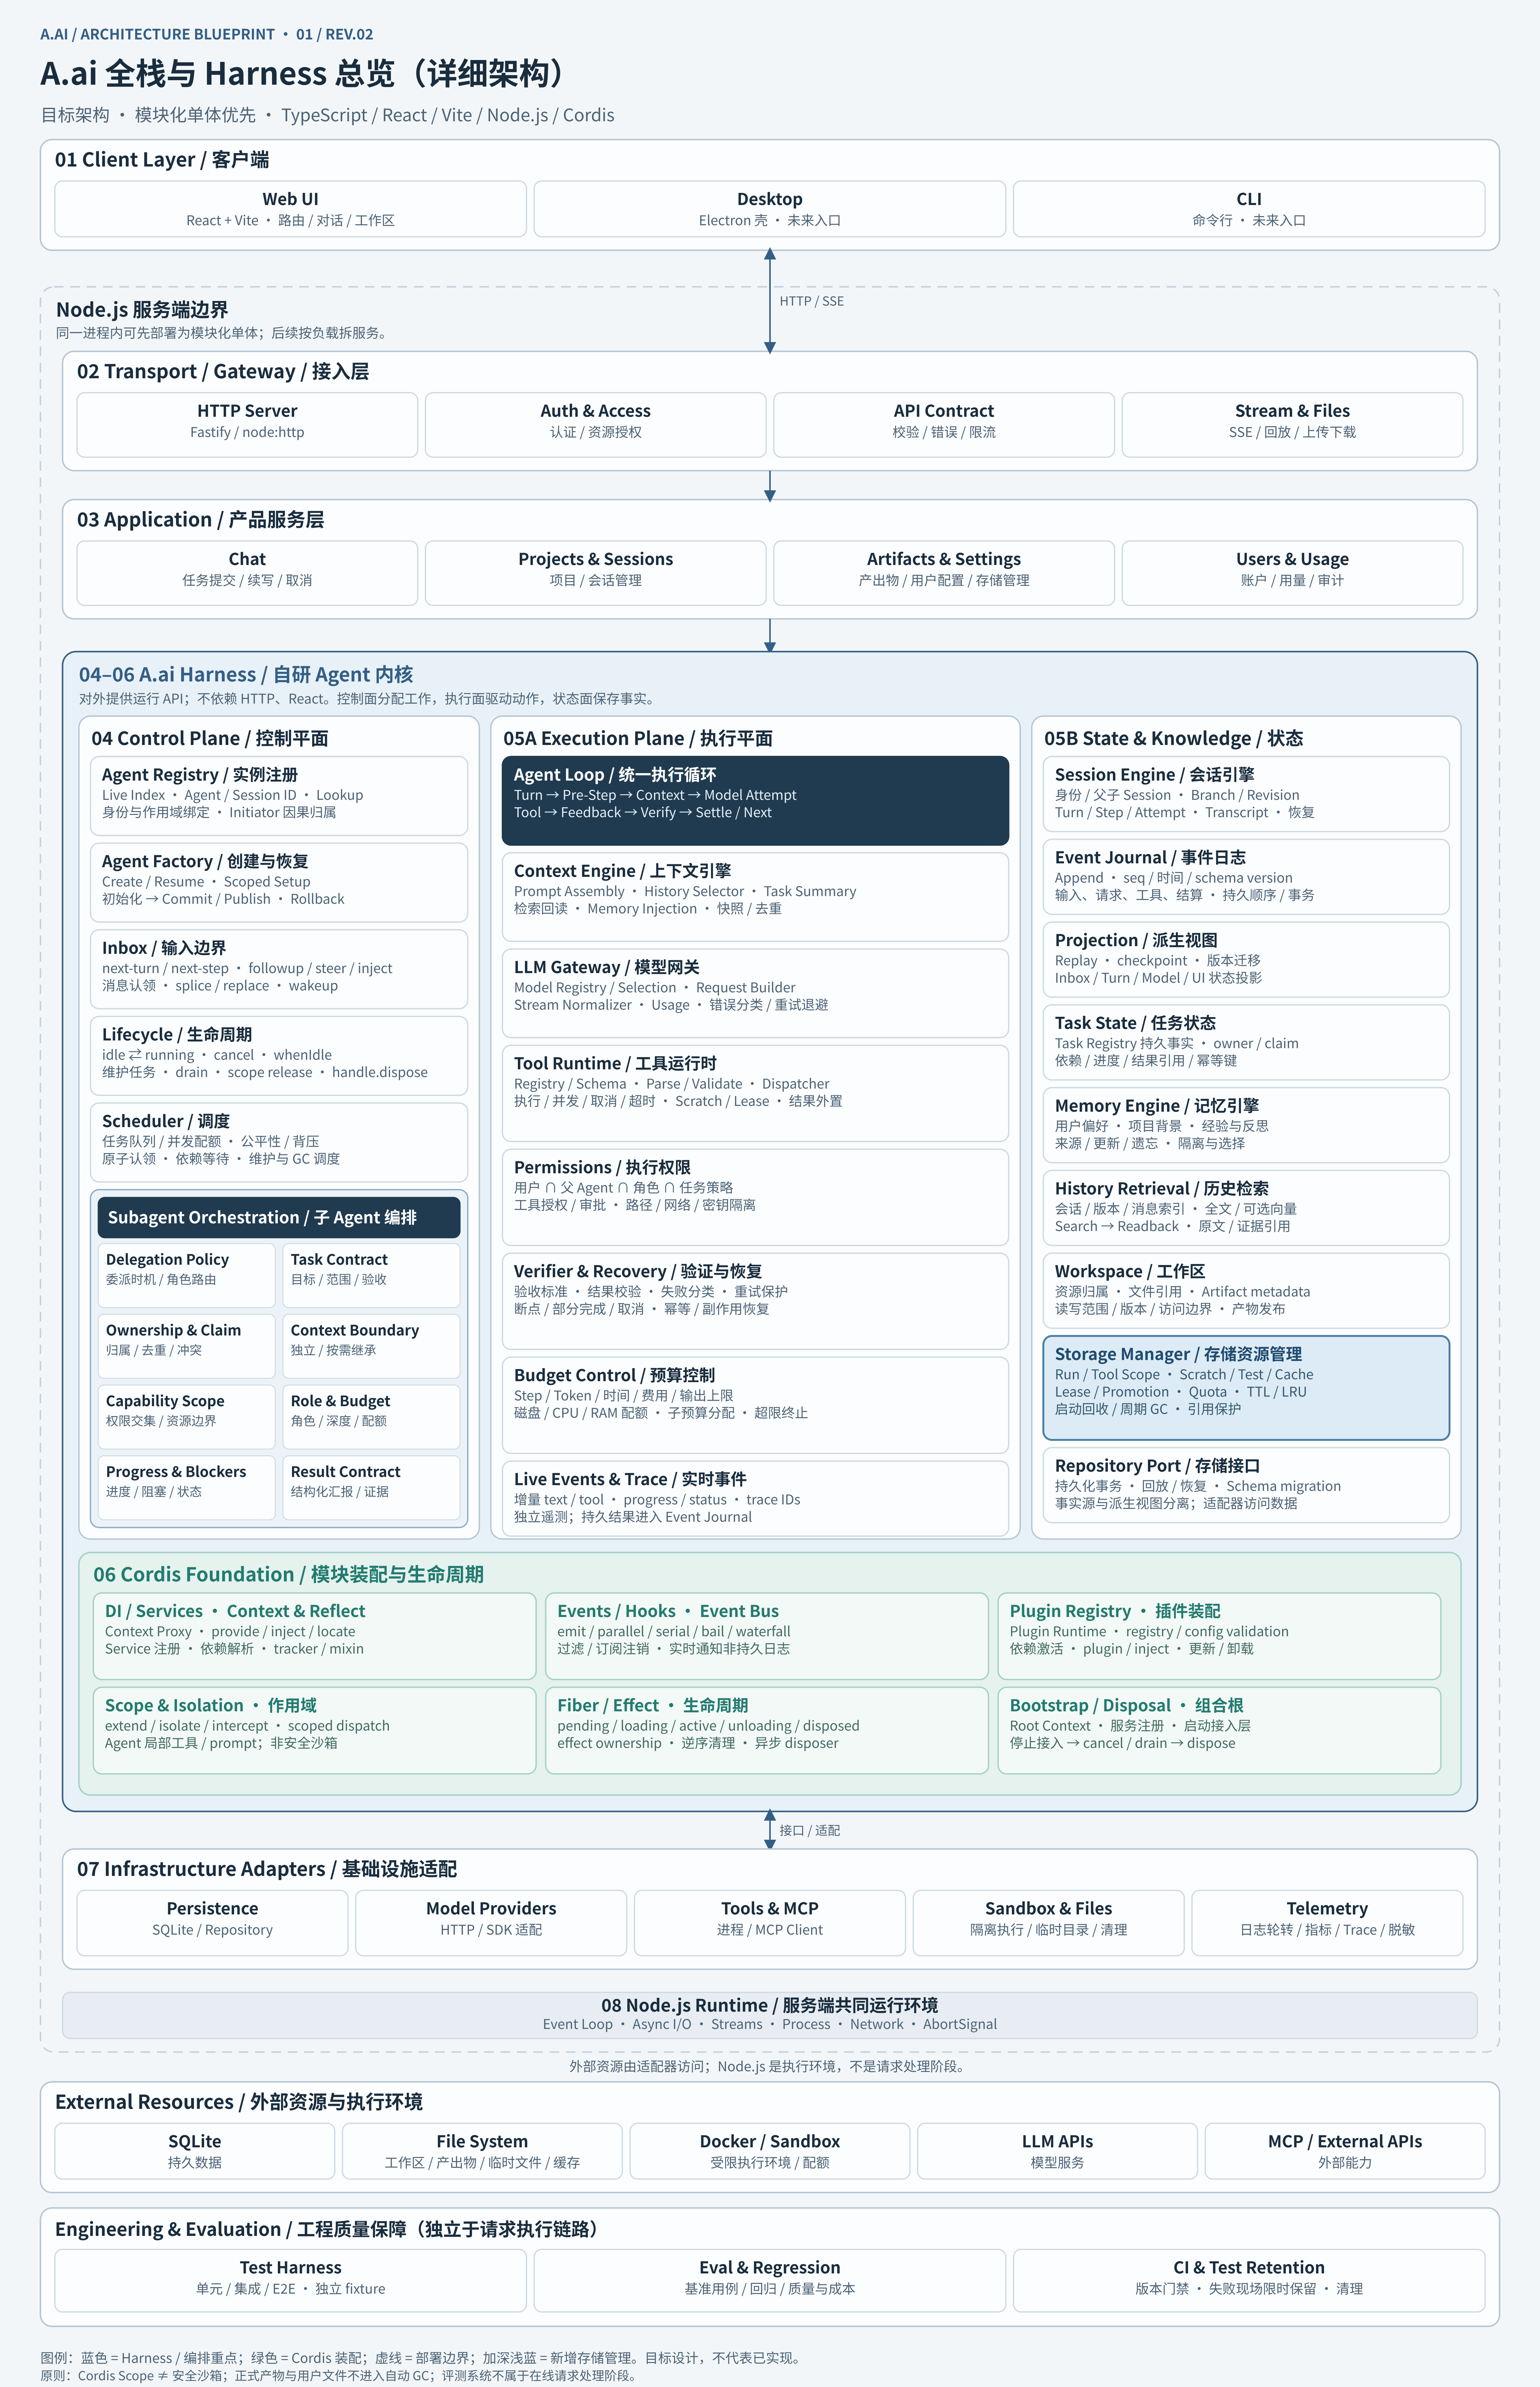 A.AI / ARCHITECTURE BLUEPRINT · 01 / REV.02
A.ai 全栈与 Harness 总览（详细架构）
目标架构 · 模块化单体优先 · TypeScript / React / Vite / Node.js / Cordis
01 Client Layer / 客户端
Web UI
React + Vite · 路由 / 对话 / 工作区
Desktop
Electron 壳 · 未来入口
CLI
命令行 · 未来入口
HTTP / SSE
Node.js 服务端边界
同一进程内可先部署为模块化单体；后续按负载拆服务。
02 Transport / Gateway / 接入层
HTTP Server
Fastify / node:http
Auth & Access
认证 / 资源授权
API Contract
校验 / 错误 / 限流
Stream & Files
SSE / 回放 / 上传下载
03 Application / 产品服务层
Chat
任务提交 / 续写 / 取消
Projects & Sessions
项目 / 会话管理
Artifacts & Settings
产出物 / 用户配置 / 存储管理
Users & Usage
账户 / 用量 / 审计
04–06 A.ai Harness / 自研 Agent 内核
对外提供运行 API；不依赖 HTTP、React。控制面分配工作，执行面驱动动作，状态面保存事实。
04 Control Plane / 控制平面
Agent Registry / 实例注册
Live Index · Agent / Session ID · Lookup
身份与作用域绑定 · Initiator 因果归属
Agent Factory / 创建与恢复
Create / Resume · Scoped Setup
初始化 → Commit / Publish · Rollback
Inbox / 输入边界
next-turn / next-step · followup / steer / inject
消息认领 · splice / replace · wakeup
Lifecycle / 生命周期
idle ⇄ running · cancel · whenIdle
维护任务 · drain · scope release · handle.dispose
Scheduler / 调度
任务队列 / 并发配额 · 公平性 / 背压
原子认领 · 依赖等待 · 维护与 GC 调度
Subagent Orchestration / 子 Agent 编排
Delegation Policy
委派时机 / 角色路由
Task Contract
目标 / 范围 / 验收
Ownership & Claim
归属 / 去重 / 冲突
Context Boundary
独立 / 按需继承
Capability Scope
权限交集 / 资源边界
Role & Budget
角色 / 深度 / 配额
Progress & Blockers
进度 / 阻塞 / 状态
Result Contract
结构化汇报 / 证据
05A Execution Plane / 执行平面
Agent Loop / 统一执行循环
Turn → Pre-Step → Context → Model Attempt
Tool → Feedback → Verify → Settle / Next
Context Engine / 上下文引擎
Prompt Assembly · History Selector · Task Summary
检索回读 · Memory Injection · 快照 / 去重
LLM Gateway / 模型网关
Model Registry / Selection · Request Builder
Stream Normalizer · Usage · 错误分类 / 重试退避
Tool Runtime / 工具运行时
Registry / Schema · Parse / Validate · Dispatcher
执行 / 并发 / 取消 / 超时 · Scratch / Lease · 结果外置
Permissions / 执行权限
用户 ∩ 父 Agent ∩ 角色 ∩ 任务策略
工具授权 / 审批 · 路径 / 网络 / 密钥隔离
Verifier & Recovery / 验证与恢复
验收标准 · 结果校验 · 失败分类 · 重试保护
断点 / 部分完成 / 取消 · 幂等 / 副作用恢复
Budget Control / 预算控制
Step / Token / 时间 / 费用 / 输出上限
磁盘 / CPU / RAM 配额 · 子预算分配 · 超限终止
Live Events & Trace / 实时事件
增量 text / tool · progress / status · trace IDs
独立遥测；持久结果进入 Event Journal
05B State & Knowledge / 状态
Session Engine / 会话引擎
身份 / 父子 Session · Branch / Revision
Turn / Step / Attempt · Transcript · 恢复
Event Journal / 事件日志
Append · seq / 时间 / schema version
输入、请求、工具、结算 · 持久顺序 / 事务
Projection / 派生视图
Replay · checkpoint · 版本迁移
Inbox / Turn / Model / UI 状态投影
Task State / 任务状态
Task Registry 持久事实 · owner / claim
依赖 / 进度 / 结果引用 / 幂等键
Memory Engine / 记忆引擎
用户偏好 · 项目背景 · 经验与反思
来源 / 更新 / 遗忘 · 隔离与选择
History Retrieval / 历史检索
会话 / 版本 / 消息索引 · 全文 / 可选向量
Search → Readback · 原文 / 证据引用
Workspace / 工作区
资源归属 · 文件引用 · Artifact metadata
读写范围 / 版本 / 访问边界 · 产物发布
Storage Manager / 存储资源管理
Run / Tool Scope · Scratch / Test / Cache
Lease / Promotion · Quota · TTL / LRU
启动回收 / 周期 GC · 引用保护
Repository Port / 存储接口
持久化事务 · 回放 / 恢复 · Schema migration
事实源与派生视图分离；适配器访问数据
06 Cordis Foundation / 模块装配与生命周期
DI / Services · Context & Reflect
Context Proxy · provide / inject / locate
Service 注册 · 依赖解析 · tracker / mixin
Events / Hooks · Event Bus
emit / parallel / serial / bail / waterfall
过滤 / 订阅注销 · 实时通知非持久日志
Plugin Registry · 插件装配
Plugin Runtime · registry / config validation
依赖激活 · plugin / inject · 更新 / 卸载
Scope & Isolation · 作用域
extend / isolate / intercept · scoped dispatch
Agent 局部工具 / prompt；非安全沙箱
Fiber / Effect · 生命周期
pending / loading / active / unloading / disposed
effect ownership · 逆序清理 · 异步 disposer
Bootstrap / Disposal · 组合根
Root Context · 服务注册 · 启动接入层
停止接入 → cancel / drain → dispose
接口 / 适配
07 Infrastructure Adapters / 基础设施适配
Persistence
SQLite / Repository
Model Providers
HTTP / SDK 适配
Tools & MCP
进程 / MCP Client
Sandbox & Files
隔离执行 / 临时目录 / 清理
Telemetry
日志轮转 / 指标 / Trace / 脱敏
08 Node.js Runtime / 服务端共同运行环境
Event Loop · Async I/O · Streams · Process · Network · AbortSignal
外部资源由适配器访问；Node.js 是执行环境，不是请求处理阶段。
External Resources / 外部资源与执行环境
SQLite
持久数据
File System
工作区 / 产出物 / 临时文件 / 缓存
Docker / Sandbox
受限执行环境 / 配额
LLM APIs
模型服务
MCP / External APIs
外部能力
Engineering & Evaluation / 工程质量保障（独立于请求执行链路）
Test Harness
单元 / 集成 / E2E · 独立 fixture
Eval & Regression
基准用例 / 回归 / 质量与成本
CI & Test Retention
版本门禁 · 失败现场限时保留 · 清理
图例：蓝色 = Harness / 编排重点；绿色 = Cordis 装配；虚线 = 部署边界；加深浅蓝 = 新增存储管理。目标设计，不代表已实现。
原则：Cordis Scope ≠ 安全沙箱；正式产物与用户文件不进入自动 GC；评测系统不属于在线请求处理阶段。